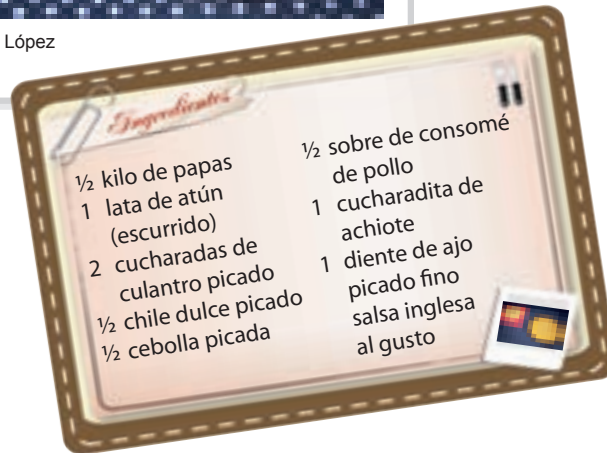 López
Ingredientes
½ kilo de papas
1 lata de atún
(escurrido)
2 cucharadas de
culantro picado
½ chile dulce picado
½ cebolla picada
½ sobre de consomé
de pollo
1 cucharadita de
achiote
1 diente de ajo
picado fino
salsa inglesa
al gusto